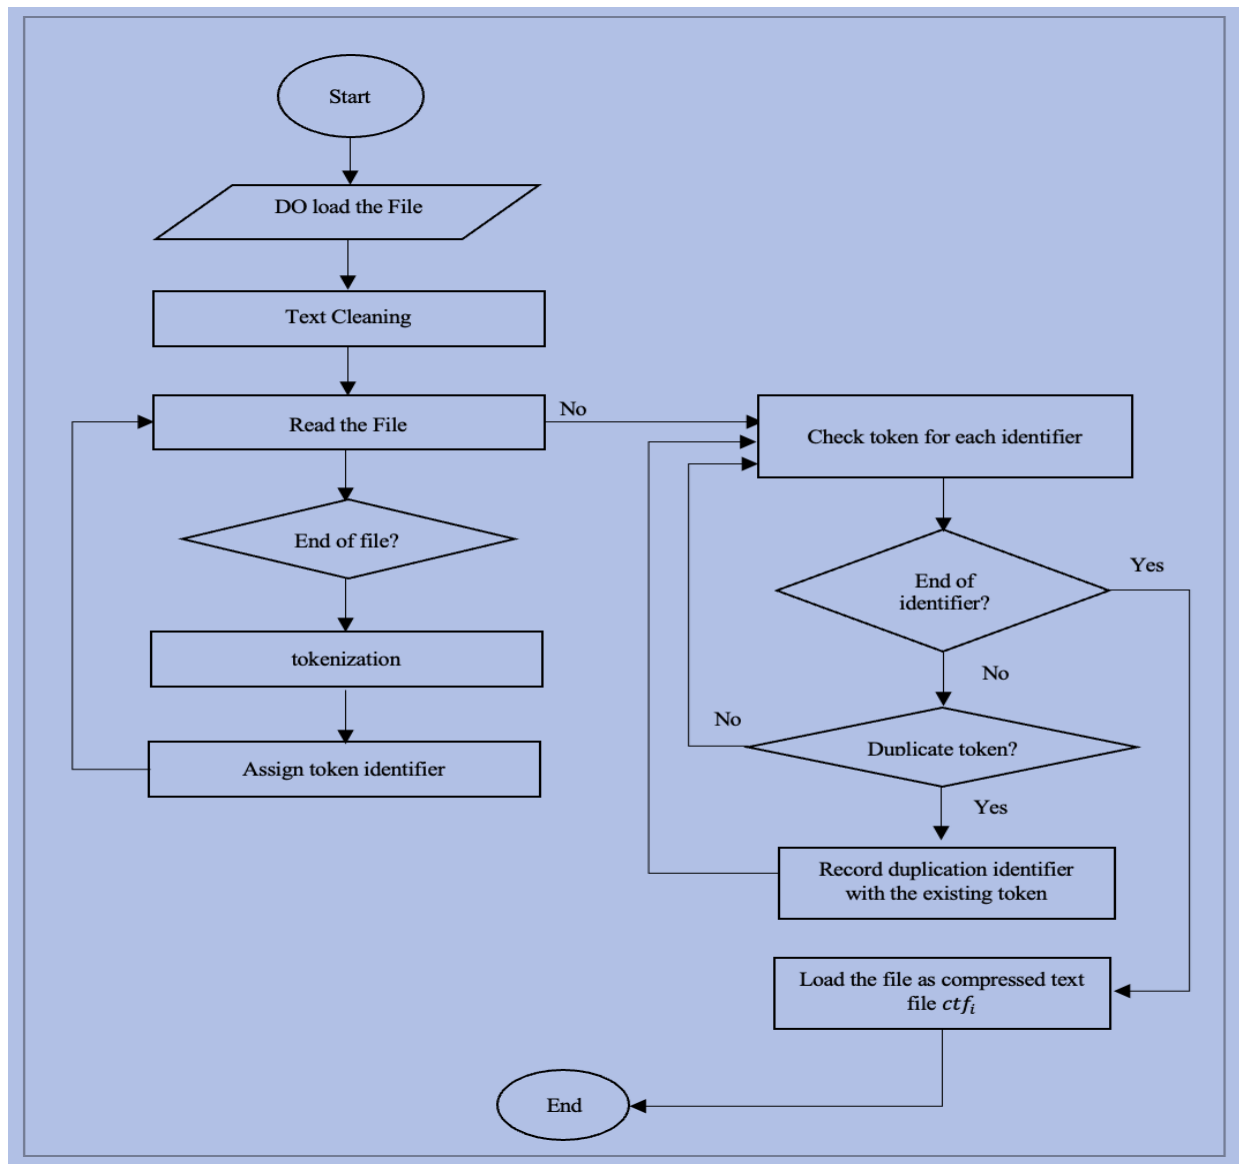 Start
DO load the File
Text Cleaning
Read the File
No
End of file?
tokenization
Assign token identifier
Check token for each identifier
End of
identifier?
Yes
No
Duplicate token?
No
Yes
Record duplication identifier
with the existing token
Load the file as compressed text
file 𝑐𝑡𝑓ᵢ
End